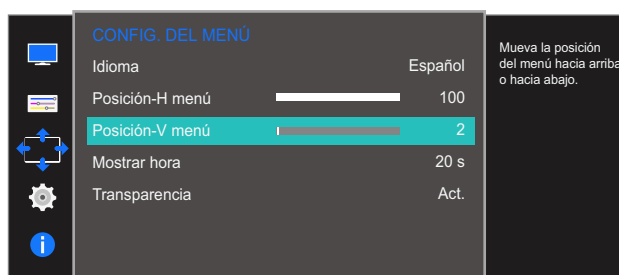 CONFIG. DEL MENÚ
Idioma Español
Posición-H menú 100
Posición-V menú 2
Mostrar hora 20 s
Transparencia Act.
Mueva la posición
del menú hacia arriba
o hacia abajo.